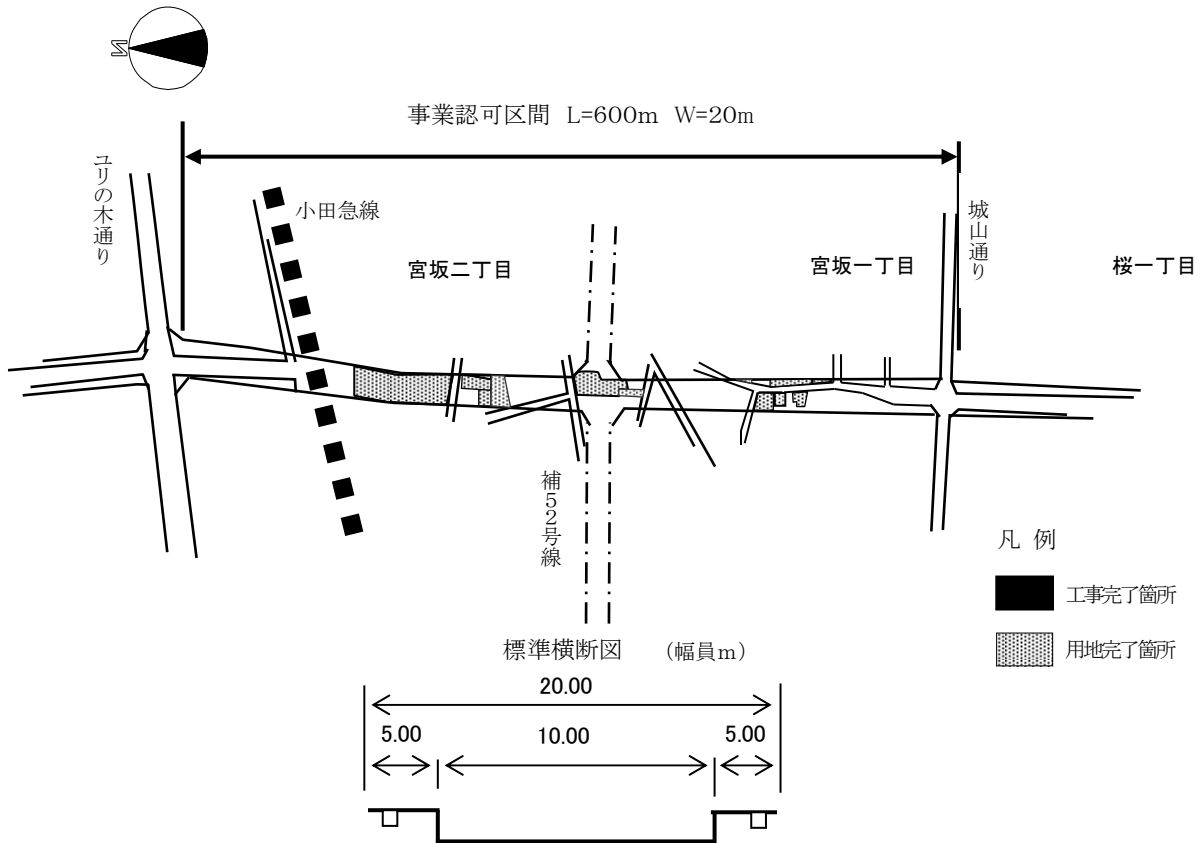 N
事業認可区間 L=600m W=20m
ユリの木通り
小田急線
城山通り
宮坂二丁目
宮坂一丁目
桜一丁目
補52号線
凡 例
工事完了箇所
用地完了箇所
標準横断図 (幅員m)
20.00
5.00
10.00
5.00